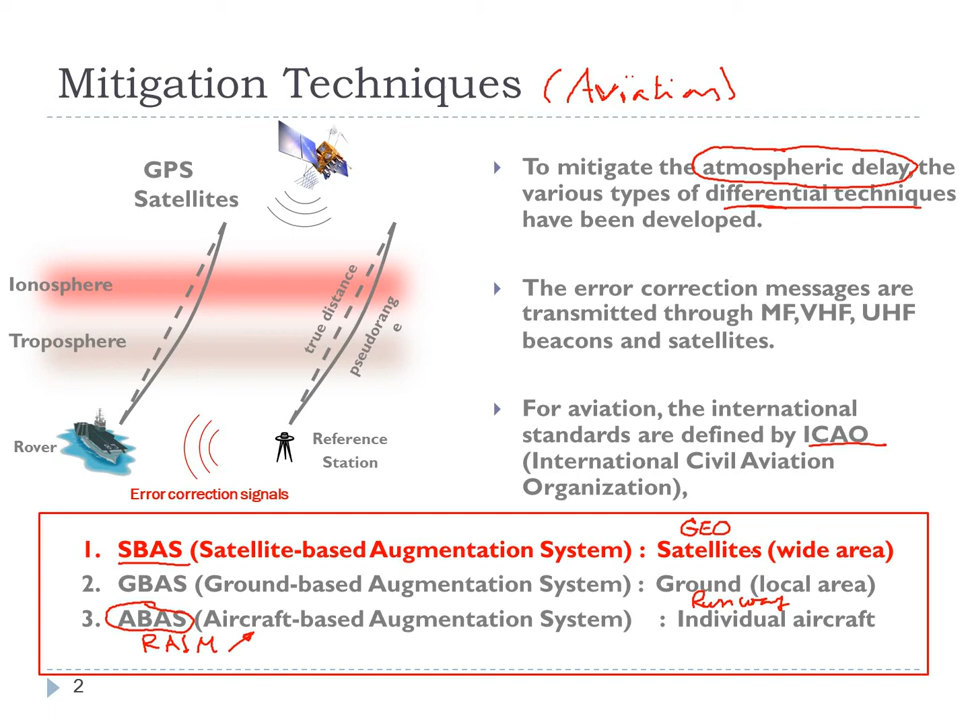 Mitigation Techniques (Aviation)
GPS
Satellites
Ionosphere
Troposphere
true distance
pseudorang
e
Rover
Reference
Station
Error correction signals
To mitigate the atmospheric delay, the
various types of differential techniques
have been developed.
The error correction messages are
transmitted through MF, VHF, UHF
beacons and satellites.
For aviation, the international
standards are defined by ICAO
(International Civil Aviation
Organization),
GEO
1. SBAS (Satellite-based Augmentation System) : Satellites (wide area)
2. GBAS (Ground-based Augmentation System) : Ground (local area)
Runway
3. ABAS (Aircraft-based Augmentation System) : Individual aircraft
RASM
2